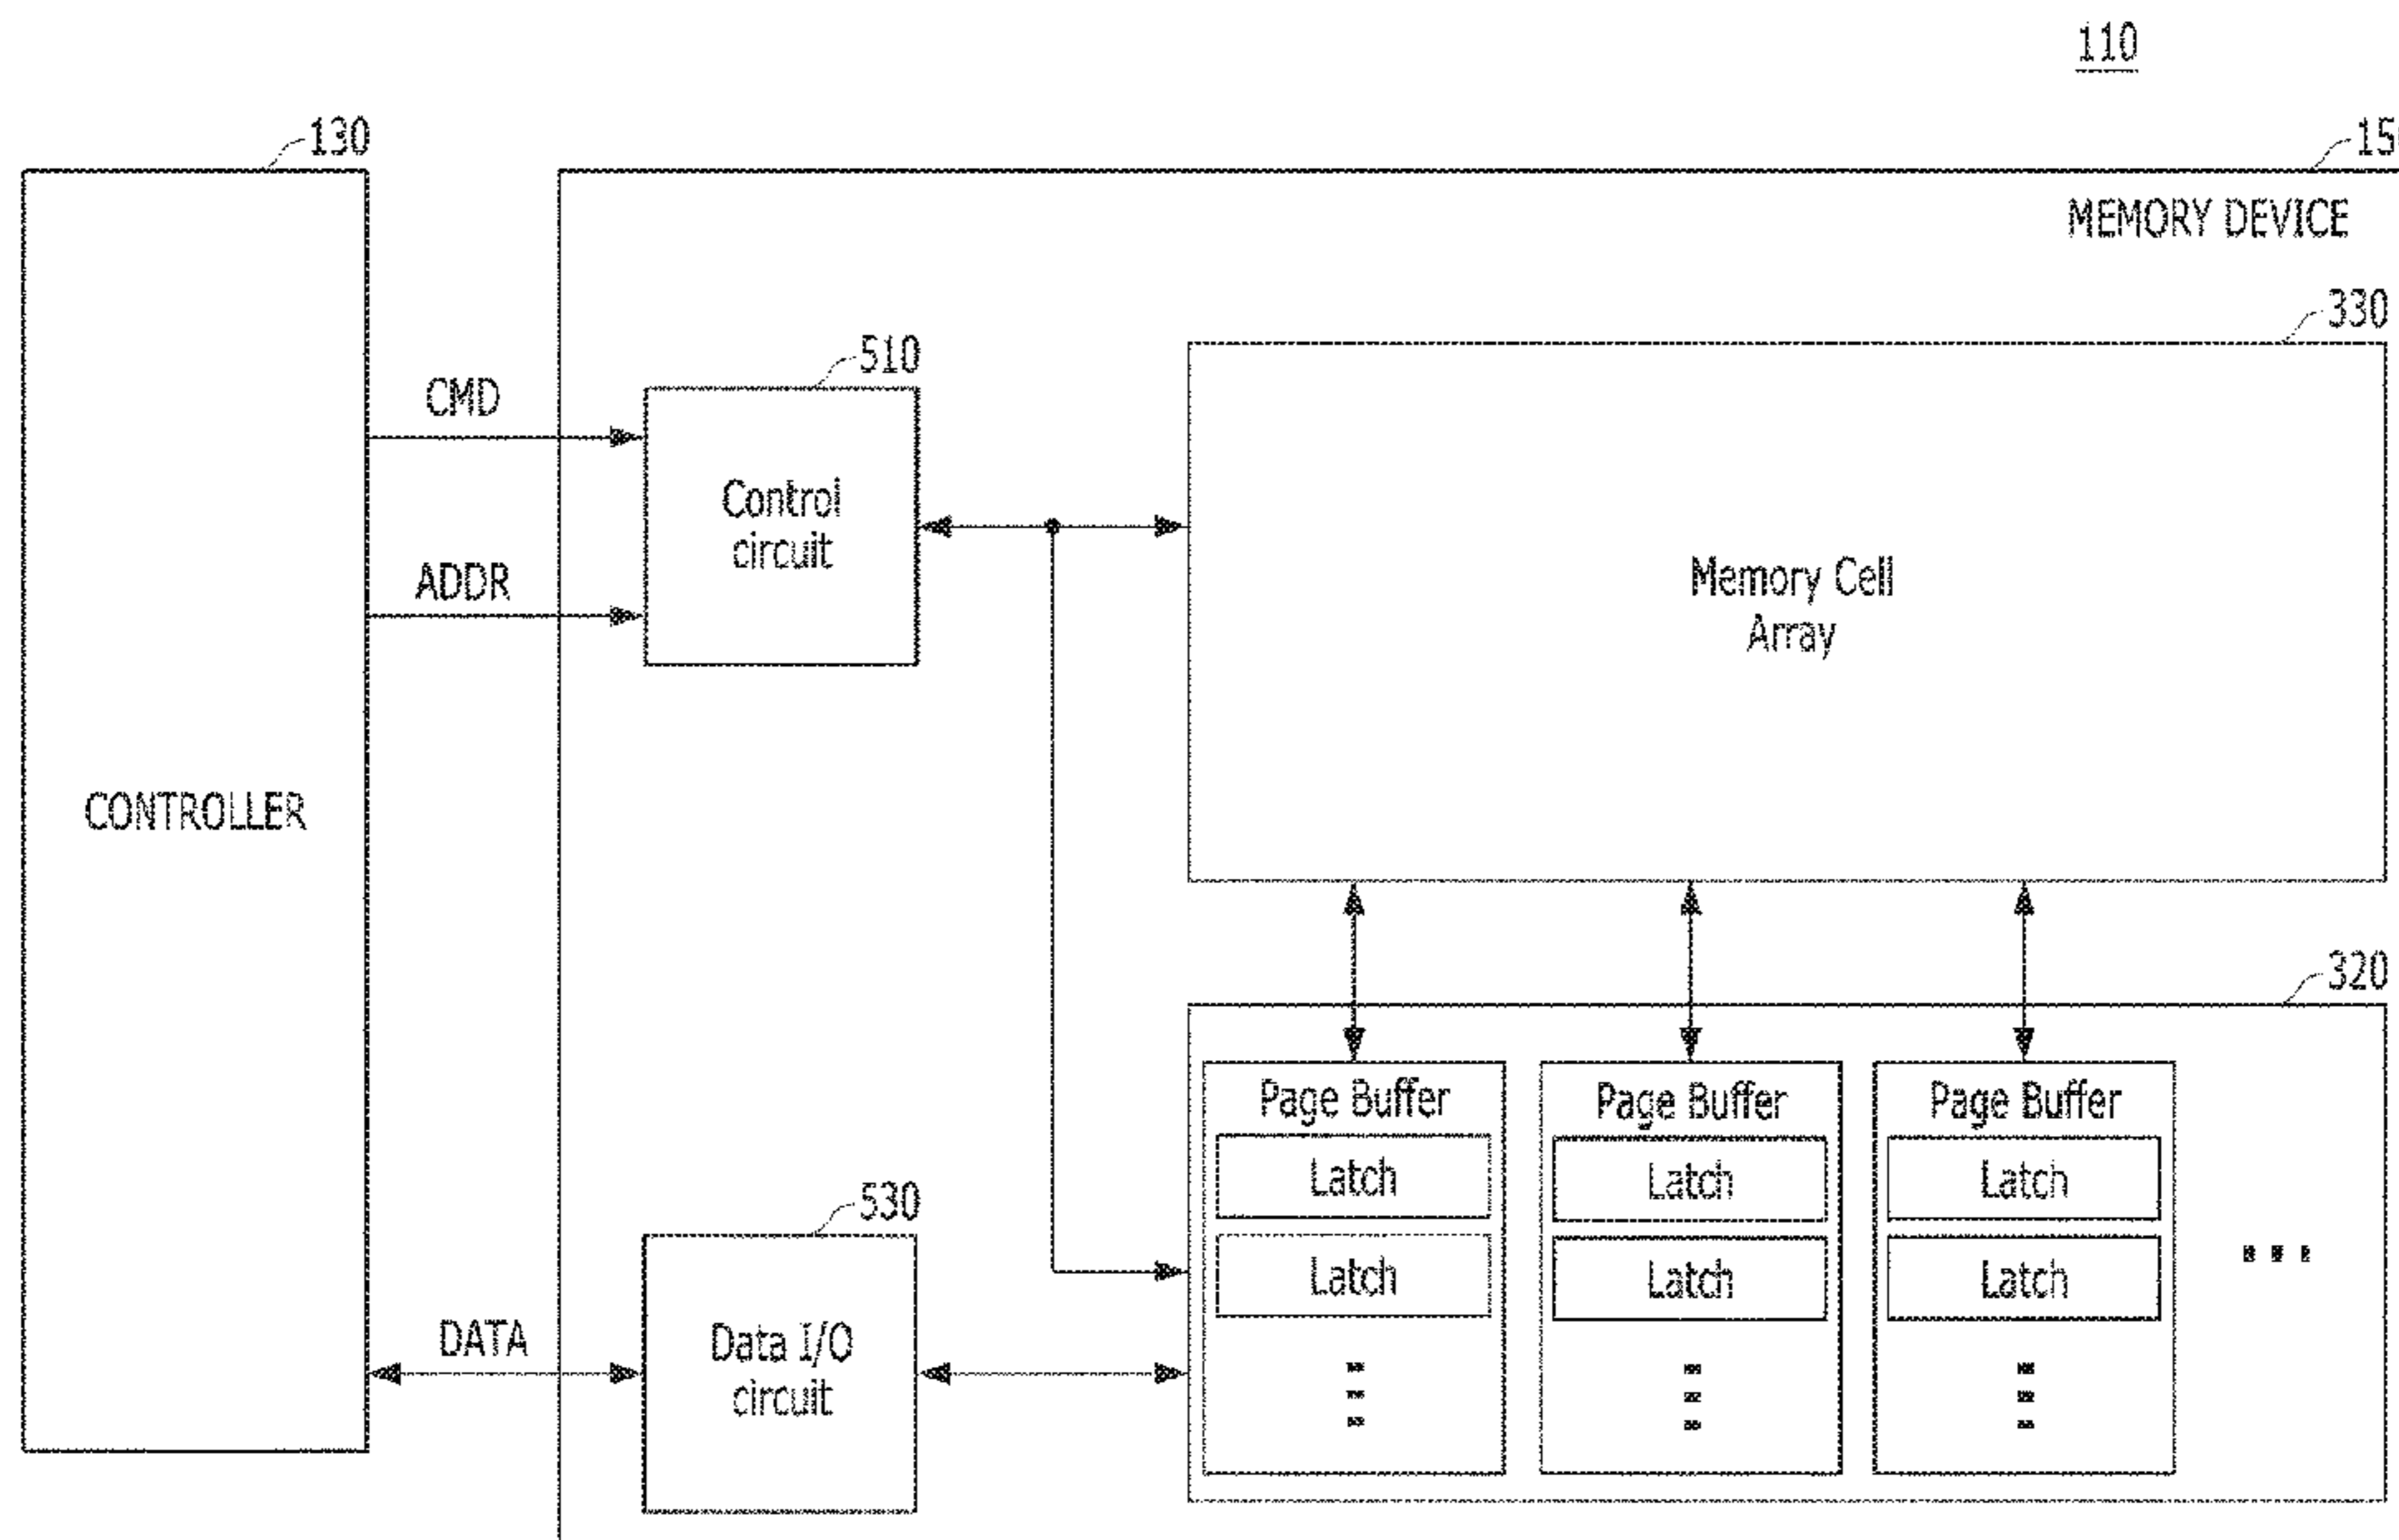 110
130
150
MEMORY DEVICE
330
510
CMD
Control
circuit
ADDR
Memory Cell
Array
CONTROLLER
320
Page Buffer
Page Buffer
Page Buffer
Latch
Latch
Latch
530
Latch
Latch
Latch
...
DATA
Data I/O
circuit